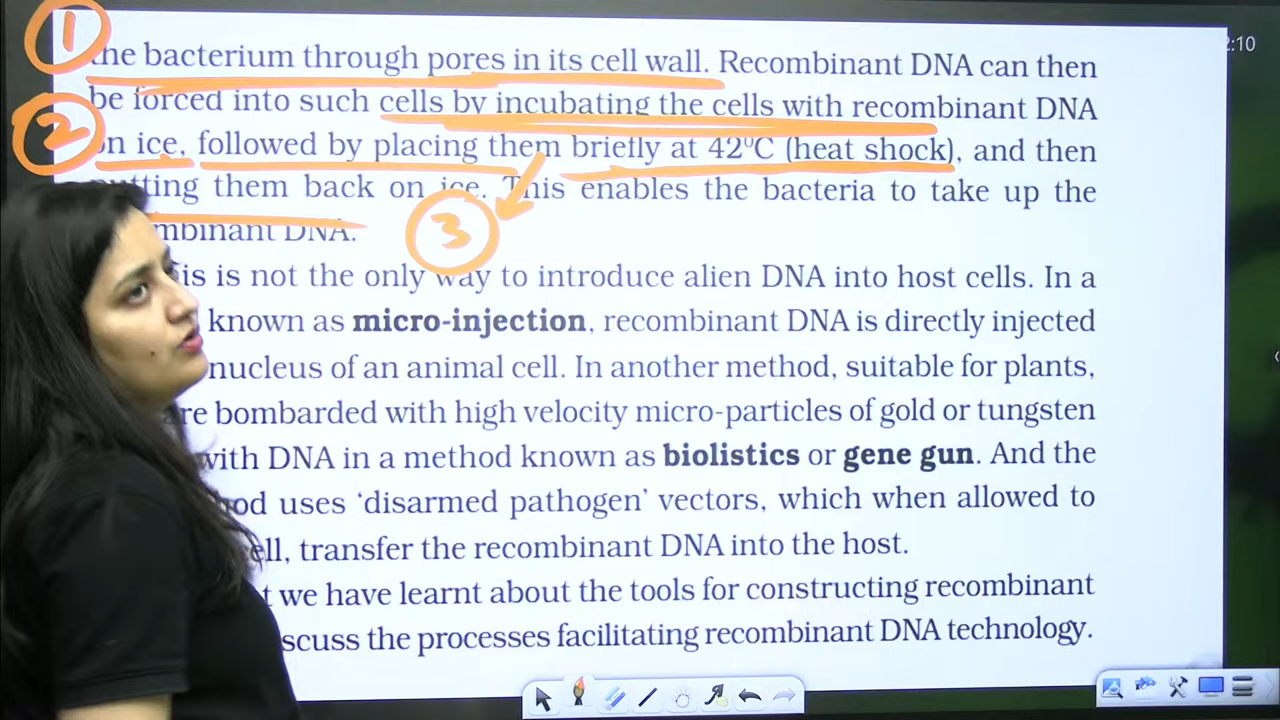 1
the bacterium through pores in its cell wall. Recombinant DNA can then
be forced into such cells by incubating the cells with recombinant DNA
2
on ice, followed by placing them briefly at 42⁰C (heat shock), and then
putting them back on ice. This enables the bacteria to take up the
3
mbinant DNA.
is is not the only way to introduce alien DNA into host cells. In a
known as micro-injection, recombinant DNA is directly injected
nucleus of an animal cell. In another method, suitable for plants,
re bombarded with high velocity micro-particles of gold or tungsten
with DNA in a method known as biolistics or gene gun. And the
od uses ‘disarmed pathogen’ vectors, which when allowed to
ell, transfer the recombinant DNA into the host.
t we have learnt about the tools for constructing recombinant
scuss the processes facilitating recombinant DNA technology.
:10